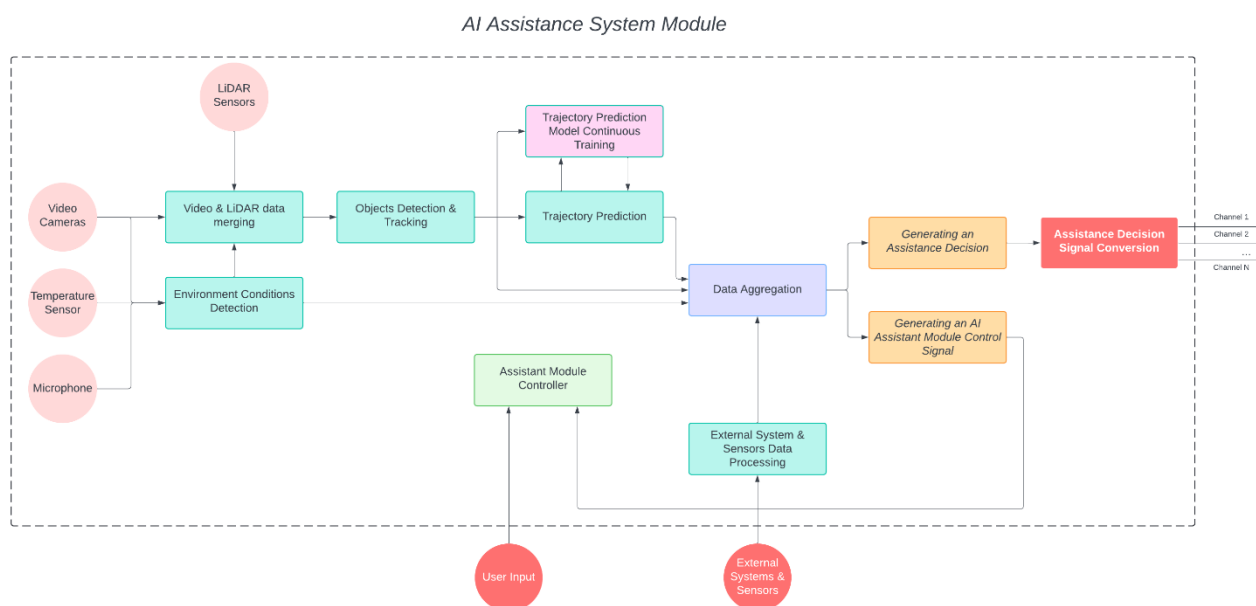 AI Assistance System Module
LiDAR
Sensors
Trajectory Prediction
Model Continuous
Training
Video
Cameras
Video & LiDAR data
merging
Objects Detection &
Tracking
Trajectory Prediction
Generating an
Assistance Decision
Assistance Decision
Signal Conversion
Channel 1
Channel 2
...
Channel N
Temperature
Sensor
Environment Conditions
Detection
Data Aggregation
Generating an AI
Assistant Module Control
Signal
Microphone
Assistant Module
Controller
External System &
Sensors Data
Processing
User Input
External
Systems &
Sensors